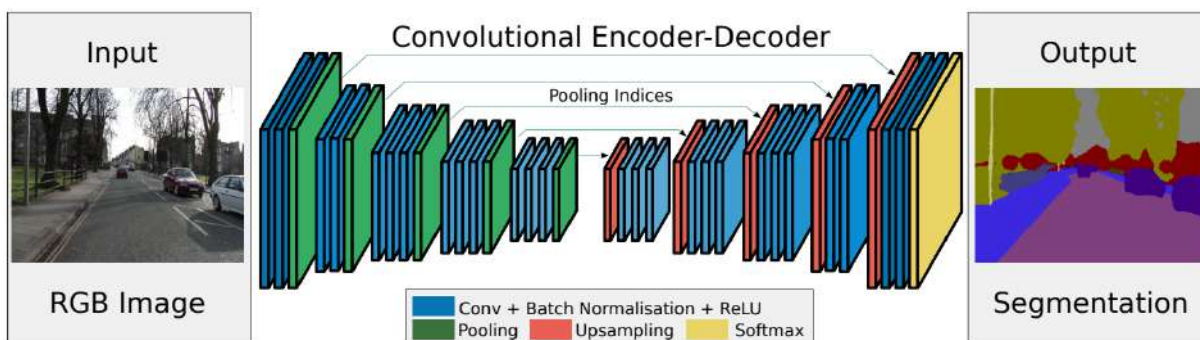 Input
RGB Image
Convolutional Encoder-Decoder
Pooling Indices
Conv + Batch Normalisation + ReLU
Pooling Upsampling Softmax
Output
Segmentation